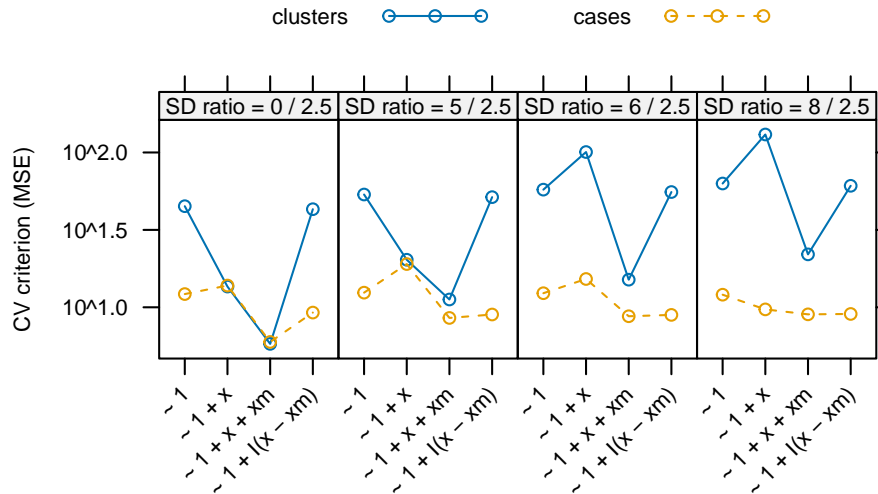 clusters cases
SD ratio = 0 / 2.5 SD ratio = 5 / 2.5 SD ratio = 6 / 2.5 SD ratio = 8 / 2.5
CV criterion (MSE)
10^2.0
10^1.5
10^1.0
~ 1
~ 1 + x
~ 1 + x + xm
~ 1 + I(x − xm)
~ 1
~ 1 + x
~ 1 + x + xm
~ 1 + I(x − xm)
~ 1
~ 1 + x
~ 1 + x + xm
~ 1 + I(x − xm)
~ 1
~ 1 + x
~ 1 + x + xm
~ 1 + I(x − xm)